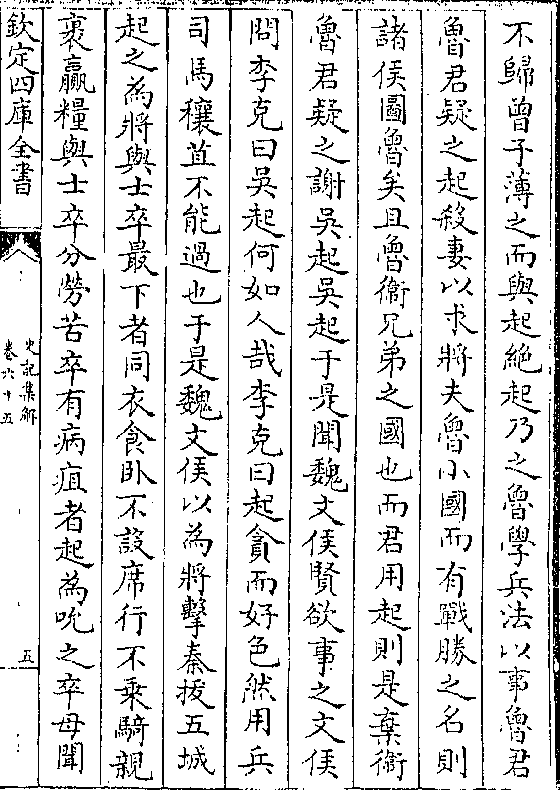 不歸曾子薄之而與起絶起乃之魯學兵法以事魯君
魯君疑之起殺妻以求將夫魯小國而有戰勝之名則
諸侯圖魯矣且魯衞兄弟之國也而君用起則是棄衞
魯君疑之謝吳起吳起于是聞魏文侯賢欲事之文侯
問李克曰吳起何如人哉李克曰起貪而好色然用兵
司馬穰苴不能過也于是魏文侯以為將擊秦拔五城
起之為將與士卒最下者同衣食卧不設席行不乘騎親
裹贏糧與士卒分勞苦卒有病疽者起為吮之卒母聞
欽定四庫全書
史記集解
卷六十五
五